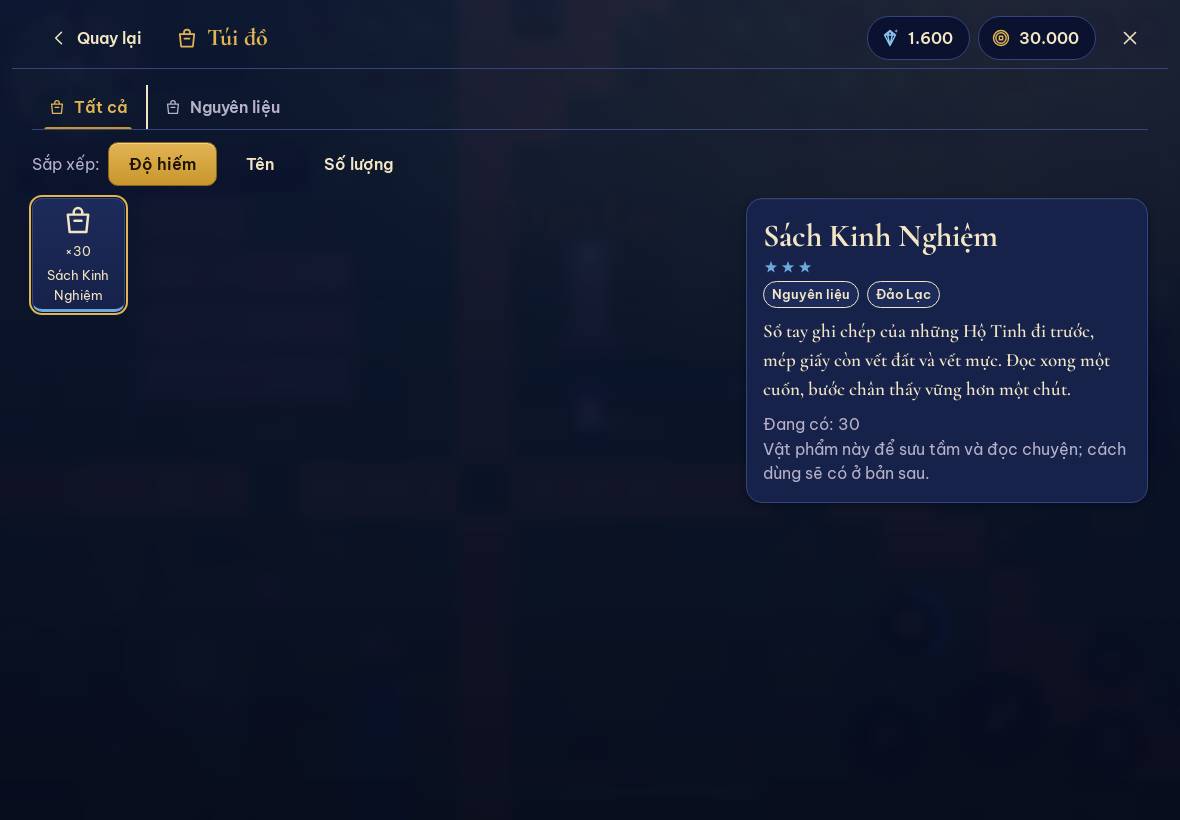 Quay lại
Túi đồ
1.600
30.000
Tất cả
Nguyên liệu
Sắp xếp:
Độ hiếm
Tên
Số lượng
×30
Sách Kinh
Nghiệm
Sách Kinh Nghiệm
★★★
Nguyên liệu
Đảo Lạc
Sổ tay ghi chép của những Hộ Tinh đi trước,
mép giấy còn vết đất và vết mực. Đọc xong một
cuốn, bước chân thấy vững hơn một chút.
Đang có: 30
Vật phẩm này để sưu tầm và đọc chuyện; cách
dùng sẽ có ở bản sau.